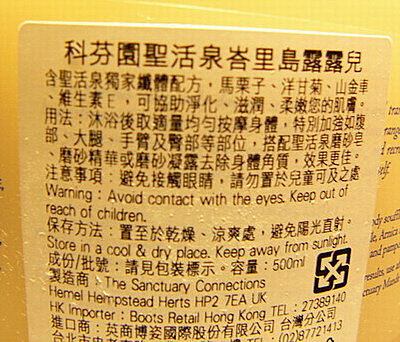 科芬園聖活泉峇里島露露兒
含聖活泉獨家纖體配方，馬栗子、洋甘菊、山金車
、維生素E，可協助淨化、滋潤、柔嫩您的肌膚。
用法：沐浴後取適量均勻按摩身體，特別加強如腹
部、大腿、手臂及臀部等部位，搭配聖活泉磨砂皂
、磨砂精華或磨砂凝露去除身體角質，效果更佳。
注意事項：避免接觸眼睛，請勿置於兒童可及之處
Warning : Avoid contact with the eyes. Keep out of
reach of children.
保存方法：置至於乾燥、涼爽處，避免陽光直射。
Store in a cool & dry place. Keep away from sunlight.
成份/批號：請見包裝標示。容量：500ml
製造商：The Sanctuary Connections
Hemel Hempstead Herts HP2 7EA UK
HK Importer : Boots Retail Hong Kong TEL：27389140
進口商：英商博姿國際股份有限公司 台灣分公司
TEL：(02)87721413